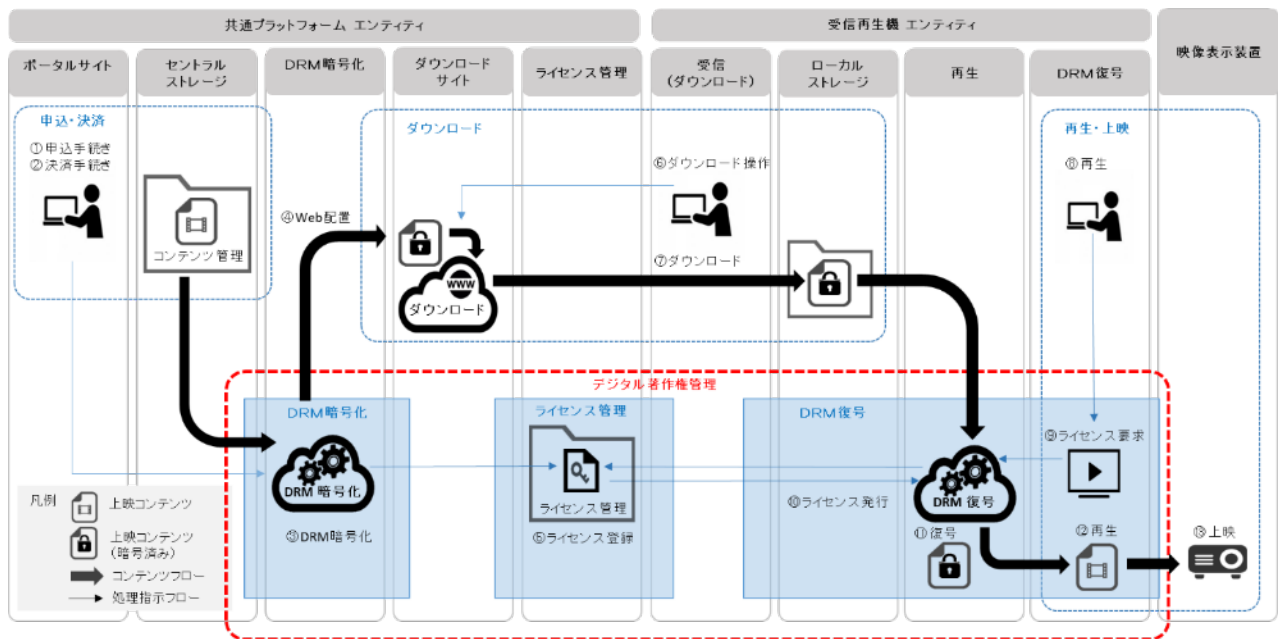 共通プラットフォーム エンティティ
受信再生機 エンティティ
映像表示装置
ポータルサイト
セントラル
ストレージ
DRM暗号化
ダウンロード
サイト
ライセンス管理
受信
(ダウンロード)
ローカル
ストレージ
再生
DRM復号
申込・決済
①申込手続き
②決済手続き
コンテンツ管理
④Web配置
ダウンロード
WWW
ダウンロード
⑥ダウンロード操作
⑦ダウンロード
再生・上映
⑧再生
デジタル著作権管理
DRM暗号化
DRM 暗号化
③DRM暗号化
ライセンス管理
ライセンス管理
⑤ライセンス登録
DRM復号
⑨ライセンス要求
⑩ライセンス発行
DRM 復号
⑪復号
⑫再生
⑬上映
凡例
上映コンテンツ
上映コンテンツ
(暗号済み)
コンテンツフロー
処理指示フロー